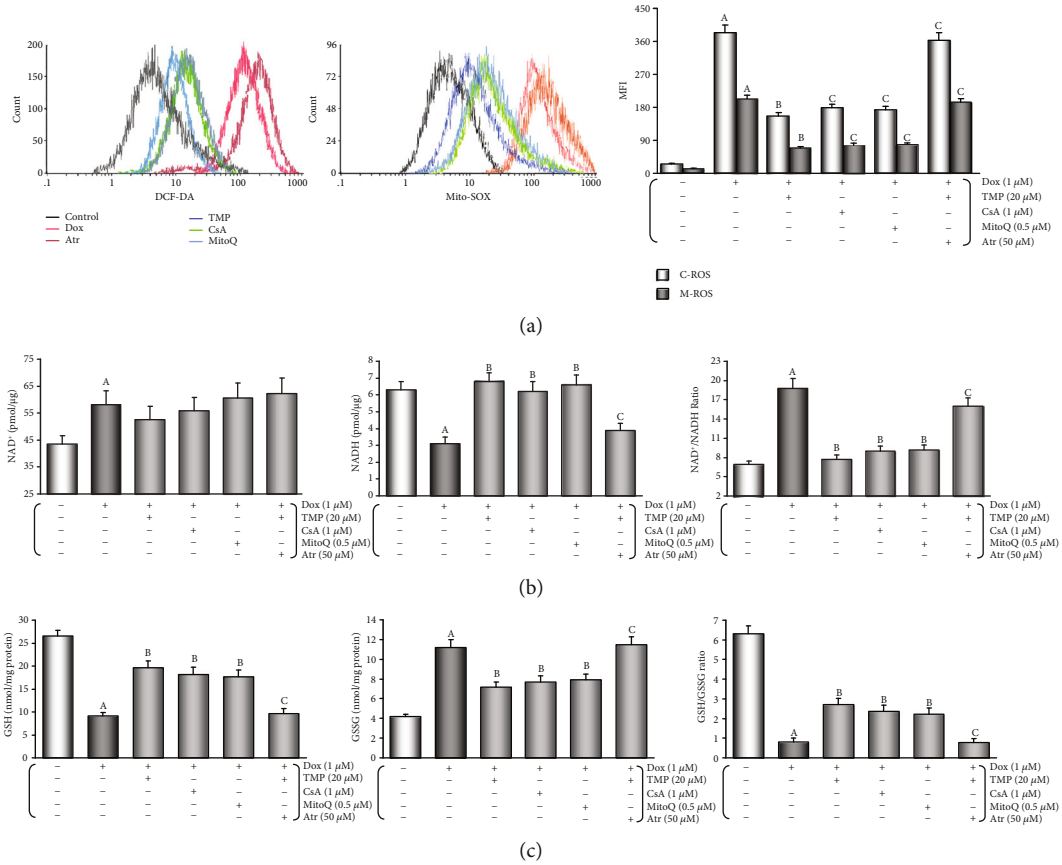 200
150
100
50
0
Count
.1
1
10
100
1000
DCF-DA
96
72
48
24
0
Count
.1
1
10
100
1000
Mito-SOX
Control
Dox
Atr
TMP
CsA
MitoQ
450
360
270
180
90
0
MFI
A
A
B
B
C
C
C
C
C
C
– + + + + + Dox (1 μM)
– – + – – + TMP (20 μM)
– – – + – – CsA (1 μM)
– – – – + – MitoQ (0.5 μM)
– – – – – + Atr (50 μM)
C-ROS
M-ROS
(a)
75
65
55
45
35
25
NAD⁺ (pmol/μg)
A
– + + + + + Dox (1 μM)
– – + – – + TMP (20 μM)
– – – + – – CsA (1 μM)
– – – – + – MitoQ (0.5 μM)
– – – – – + Atr (50 μM)
8
7
6
5
4
3
2
1
0
NADH (pmol/μg)
A
B
B
B
C
– + + + + + Dox (1 μM)
– – + – – + TMP (20 μM)
– – – + – – CsA (1 μM)
– – – – + – MitoQ (0.5 μM)
– – – – – + Atr (50 μM)
23
20
17
14
11
8
5
2
NAD⁺/NADH Ratio
A
B
B
B
C
– + + + + + Dox (1 μM)
– – + – – + TMP (20 μM)
– – – + – – CsA (1 μM)
– – – – + – MitoQ (0.5 μM)
– – – – – + Atr (50 μM)
(b)
30
25
20
15
10
5
0
GSH (nmol/mg protein)
A
B
B
B
C
– + + + + + Dox (1 μM)
– – + – – + TMP (20 μM)
– – – + – – CsA (1 μM)
– – – – + – MitoQ (0.5 μM)
– – – – – + Atr (50 μM)
14
12
10
8
6
4
2
0
GSSG (nmol/mg protein)
A
B
B
B
C
– + + + + + Dox (1 μM)
– – + – – + TMP (20 μM)
– – – + – – CsA (1 μM)
– – – – + – MitoQ (0.5 μM)
– – – – – + Atr (50 μM)
7
6
5
4
3
2
1
0
GSH/GSSG ratio
A
B
B
B
C
– + + + + + Dox (1 μM)
– – + – – + TMP (20 μM)
– – – + – – CsA (1 μM)
– – – – + – MitoQ (0.5 μM)
– – – – – + Atr (50 μM)
(c)